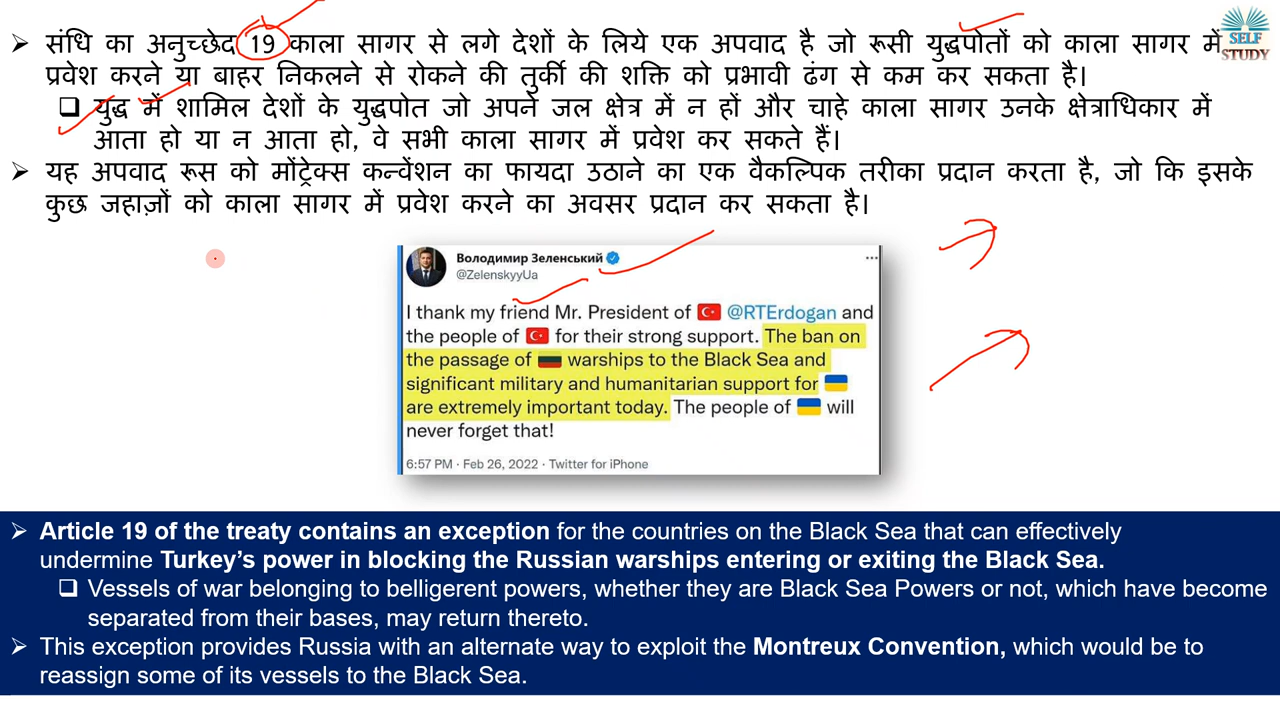 ➢ संधि का अनुच्छेद 19 काला सागर से लगे देशों के लिये एक अपवाद है जो रूसी युद्धपोतों को काला सागर में
प्रवेश करने या बाहर निकलने से रोकने की तुर्की की शक्ति को प्रभावी ढंग से कम कर सकता है।
❑ युद्ध में शामिल देशों के युद्धपोत जो अपने जल क्षेत्र में न हों और चाहे काला सागर उनके क्षेत्राधिकार में
आता हो या न आता हो, वे सभी काला सागर में प्रवेश कर सकते हैं।
➢ यह अपवाद रूस को मोंट्रेक्स कन्वेंशन का फायदा उठाने का एक वैकल्पिक तरीका प्रदान करता है, जो कि इसके
कुछ जहाज़ों को काला सागर में प्रवेश करने का अवसर प्रदान कर सकता है।
SELF
STUDY
Володимир Зеленський
@ZelenskyyUa
I thank my friend Mr. President of 🇹🇷 @RTErdogan and
the people of 🇹🇷 for their strong support. The ban on
the passage of warships to the Black Sea and
significant military and humanitarian support for 🇺🇦
are extremely important today. The people of 🇺🇦 will
never forget that!
6:57 PM · Feb 26, 2022 · Twitter for iPhone
➢ Article 19 of the treaty contains an exception for the countries on the Black Sea that can effectively
undermine Turkey’s power in blocking the Russian warships entering or exiting the Black Sea.
❑ Vessels of war belonging to belligerent powers, whether they are Black Sea Powers or not, which have become
separated from their bases, may return thereto.
➢ This exception provides Russia with an alternate way to exploit the Montreux Convention, which would be to
reassign some of its vessels to the Black Sea.